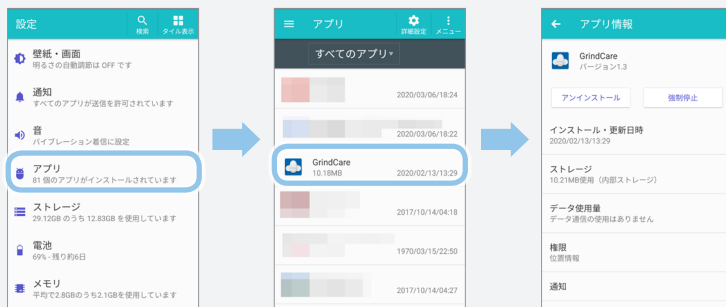 設定
検索
タイル表示
壁紙・画面
明るさの自動調節は OFF です
通知
すべてのアプリが送信を許可されています
音
バイブレーション着信に設定
アプリ
81 個のアプリがインストールされています
ストレージ
29.12GB のうち 12.83GB を使用しています
電池
69% - 残り約6日
メモリ
平均で2.8GBのうち2.1GBを使用しています
アプリ
詳細設定
メニュー
すべてのアプリ
2020/03/06/18:24
2020/03/06/18:22
GrindCare
10.18MB
2020/02/13/13:29
2017/10/14/04:18
1970/03/15/22:50
2017/10/14/04:27
アプリ情報
GrindCare
バージョン1.3
アンインストール
強制停止
インストール・更新日時
2020/02/13/13:29
ストレージ
10.21MB使用（内部ストレージ）
データ使用量
データ通信の使用はありません
権限
位置情報
通知